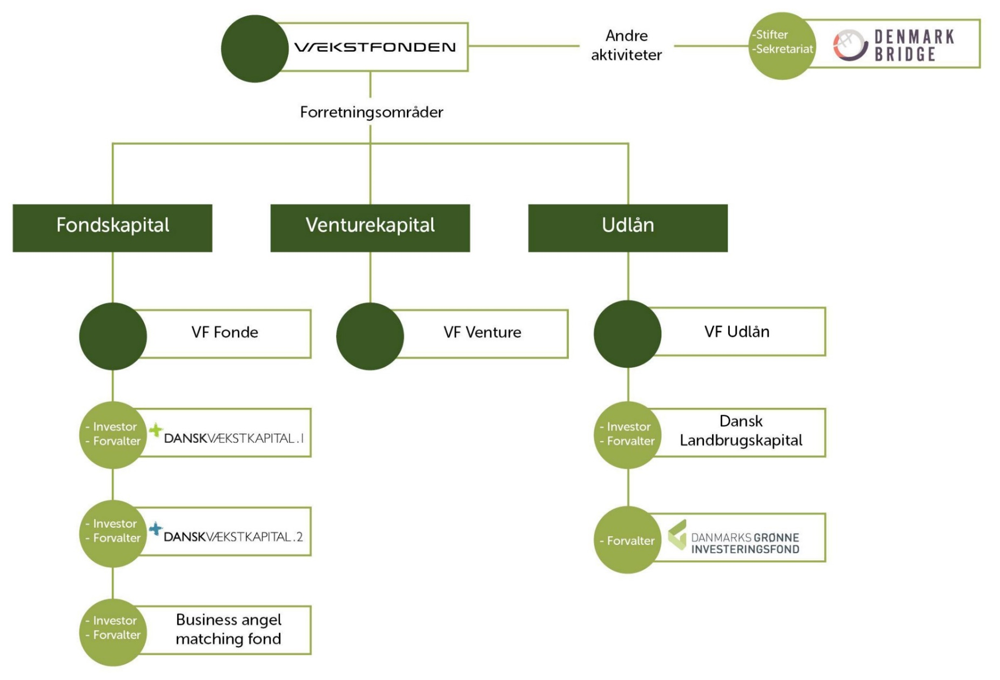 VÆKSTFONDEN
Andre
aktiviteter
-Stifter
-Sekretariat
DENMARK
BRIDGE
Forretningsområder
Fondskapital
Venturekapital
Udlån
VF Fonde
VF Venture
VF Udlån
- Investor
- Forvalter
DANSKVÆKSTKAPITAL.1
- Investor
- Forvalter
Dansk
Landbrugskapital
- Investor
- Forvalter
DANSKVÆKSTKAPITAL.2
- Forvalter
DANMARKS GRØNNE
INVESTERINGSFOND
- Investor
- Forvalter
Business angel
matching fond